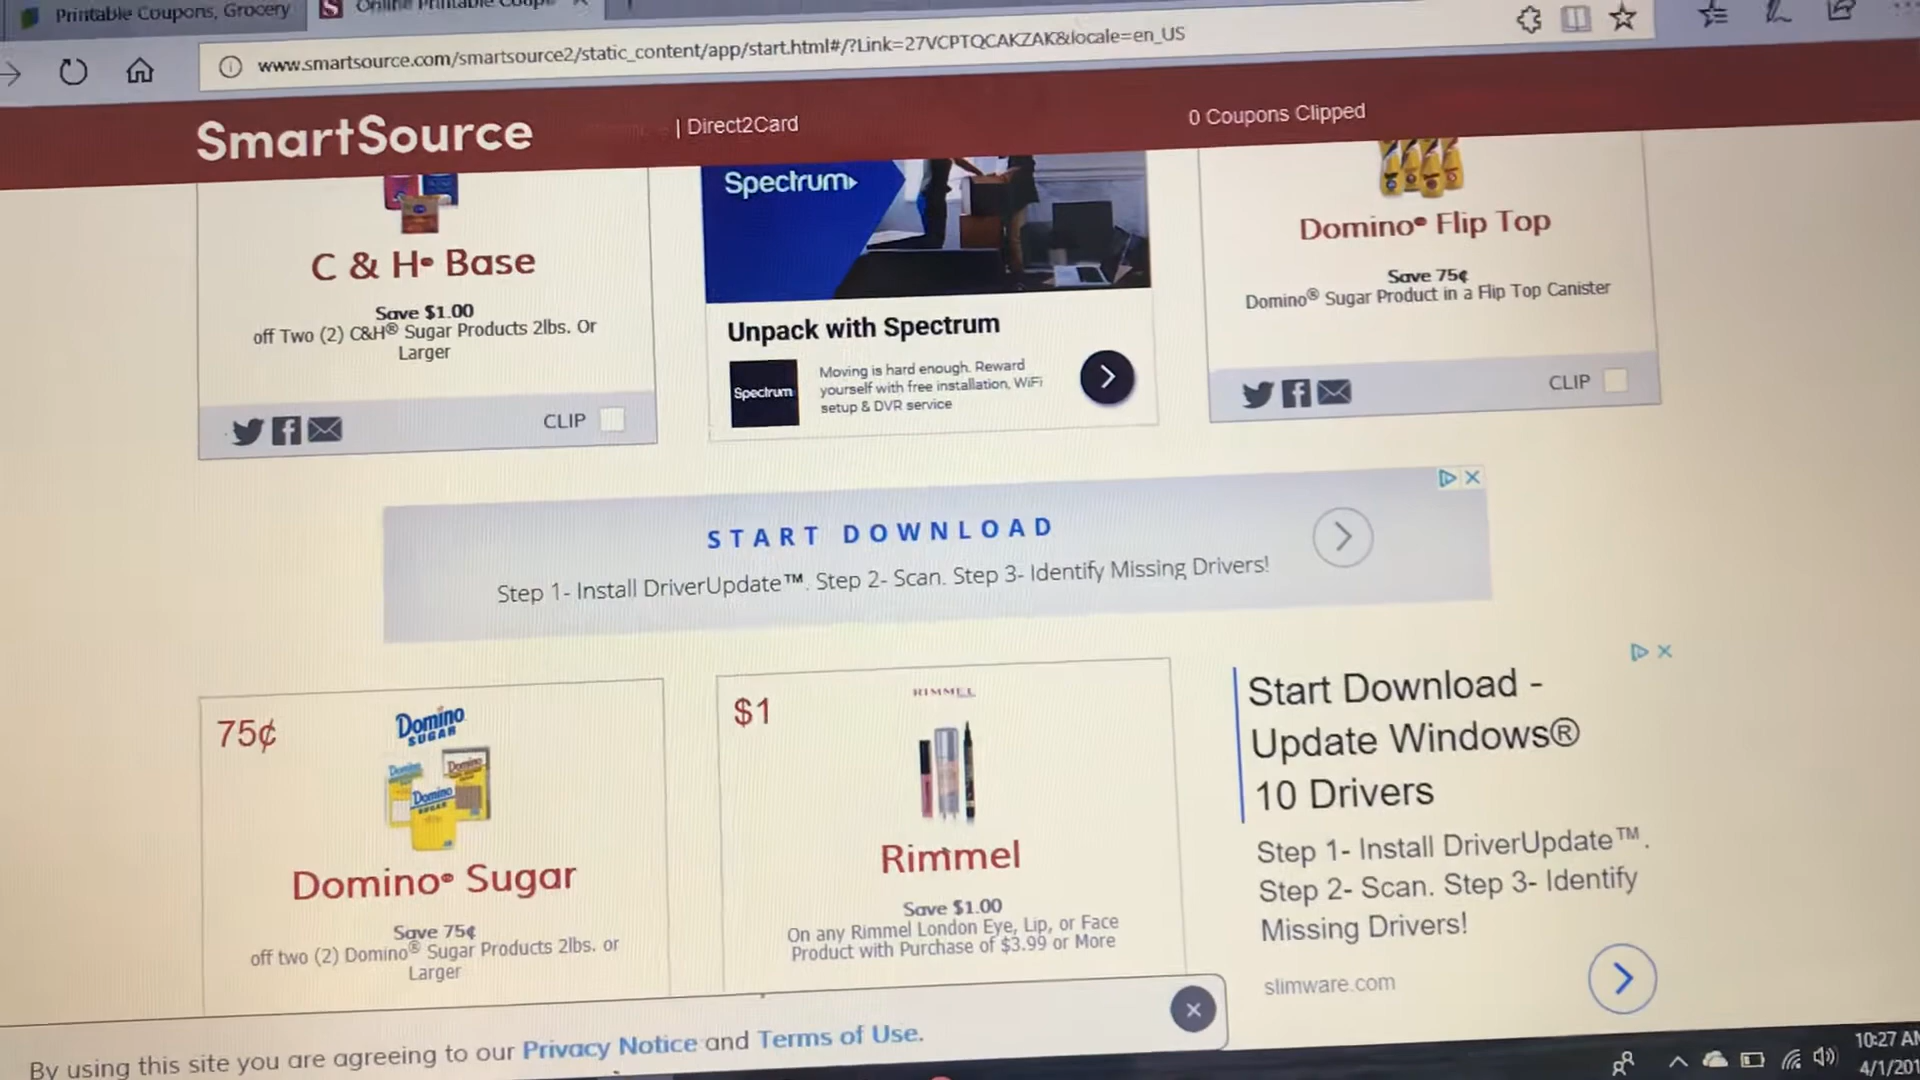 Printable Coupons, Grocery
www.smartsource.com/smartsource2/static_content/app/start.html#/?Link=27VCPTQCAKZAK&locale=en_US
SmartSource
| Direct2Card
0 Coupons Clipped
C & H® Base
Save $1.00
off Two (2) C&H® Sugar Products 2lbs. Or
Larger
CLIP
Spectrum
Unpack with Spectrum
Spectrum
Moving is hard enough. Reward
yourself with free installation, WiFi
setup & DVR service
Domino® Flip Top
Save 75¢
Domino® Sugar Product in a Flip Top Canister
CLIP
START DOWNLOAD
Step 1- Install DriverUpdate™. Step 2- Scan. Step 3- Identify Missing Drivers!
75¢
Domino
SUGAR
Domino
Domino
Domino
Domino® Sugar
Save 75¢
off two (2) Domino® Sugar Products 2lbs. or
Larger
$1
RIMMEL
Rimmel
Save $1.00
On any Rimmel London Eye, Lip, or Face
Product with Purchase of $3.99 or More
Start Download -
Update Windows®
10 Drivers
Step 1- Install DriverUpdate™.
Step 2- Scan. Step 3- Identify
Missing Drivers!
slimware.com
By using this site you are agreeing to our Privacy Notice and Terms of Use.
10:27 AM
4/1/201